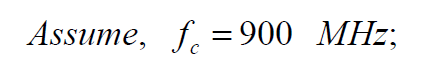 Assume, f_c = 900 MHz;